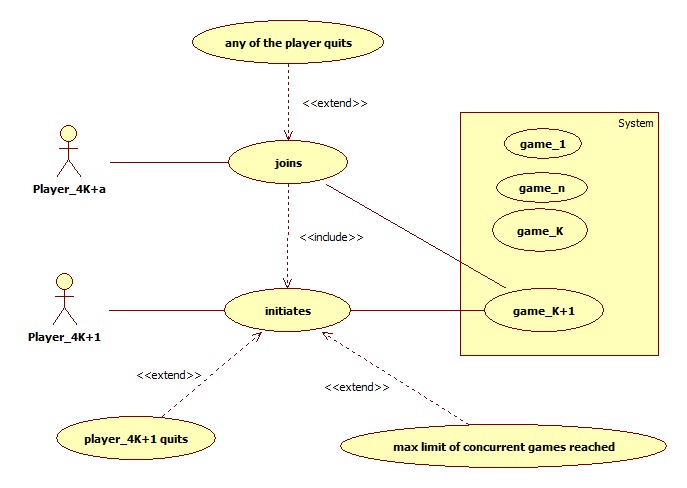 any of the player quits
<<extend>>
System
game_1
joins
Player_4K+a
game_n
game_K
<<include>>
initiates
game_K+1
Player_4K+1
<<extend>>
<<extend>>
player_4K+1 quits
max limit of concurrent games reached